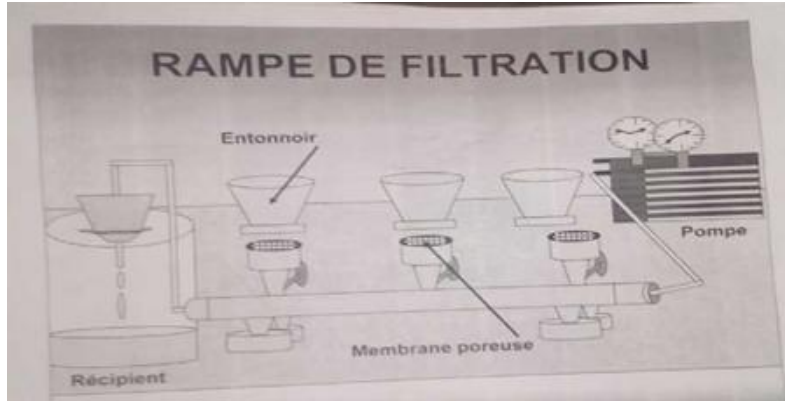 RAMPE DE FILTRATION
Entonnoir
Pompe
Membrane poreuse
Récipient